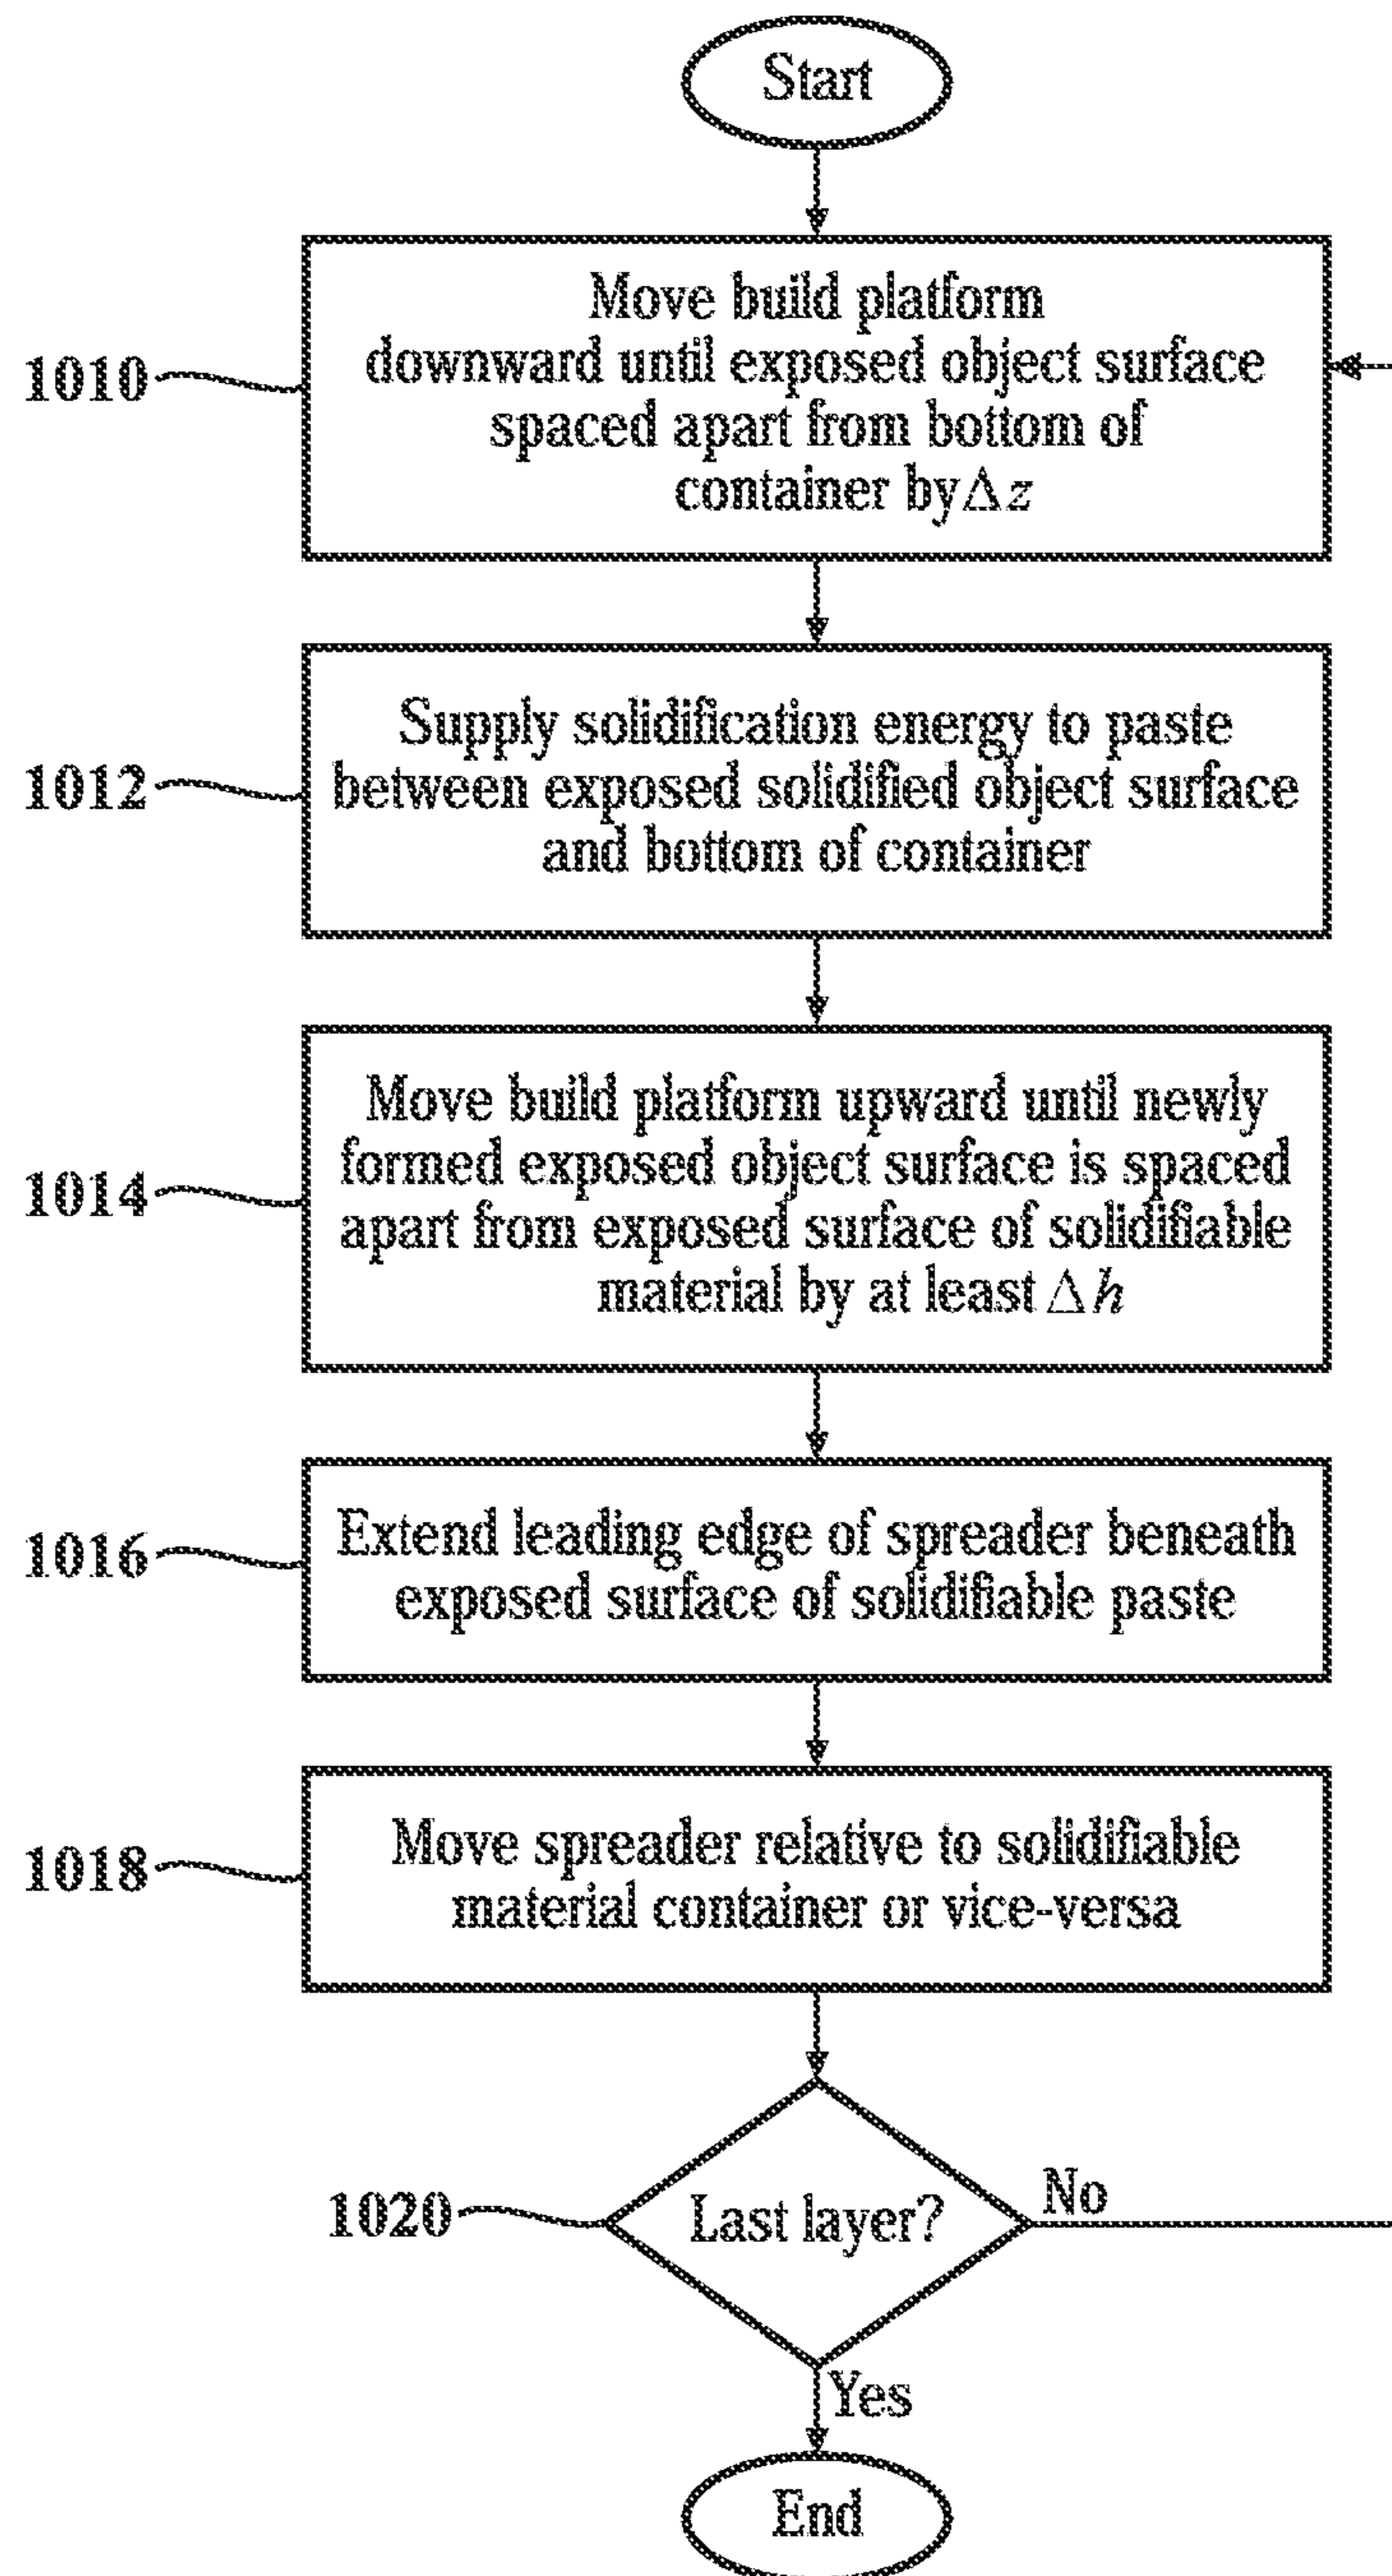 Start
1010
Move build platform
downward until exposed object surface
spaced apart from bottom of
container by Δz
1012
Supply solidification energy to paste
between exposed solidified object surface
and bottom of container
1014
Move build platform upward until newly
formed exposed object surface is spaced
apart from exposed surface of solidifiable
material by at least Δh
1016
Extend leading edge of spreader beneath
exposed surface of solidifiable paste
1018
Move spreader relative to solidifiable
material container or vice-versa
1020
Last layer?
No
Yes
End